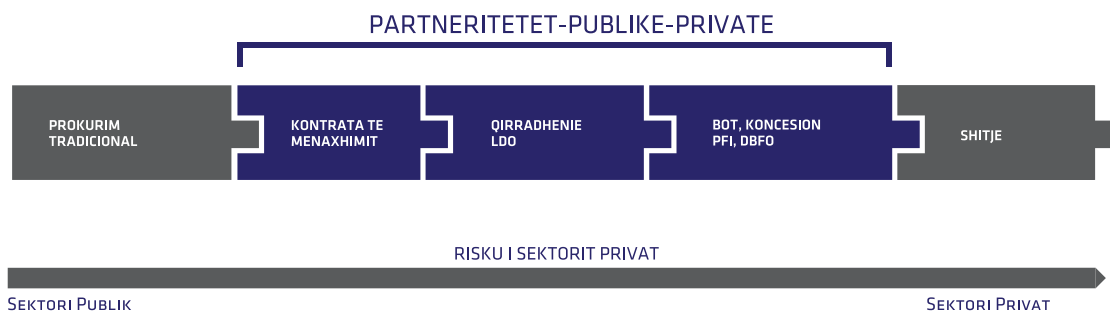 PARTNERITETET-PUBLIKE-PRIVATE
PROKURIM
TRADICIONAL
KONTRATA TE
MENAXHIMIT
QIRRADHENIE
LDO
BOT, KONCESION
PFI, DBFO
SHITJE
RISKU I SEKTORIT PRIVAT
SEKTORI PUBLIK
SEKTORI PRIVAT